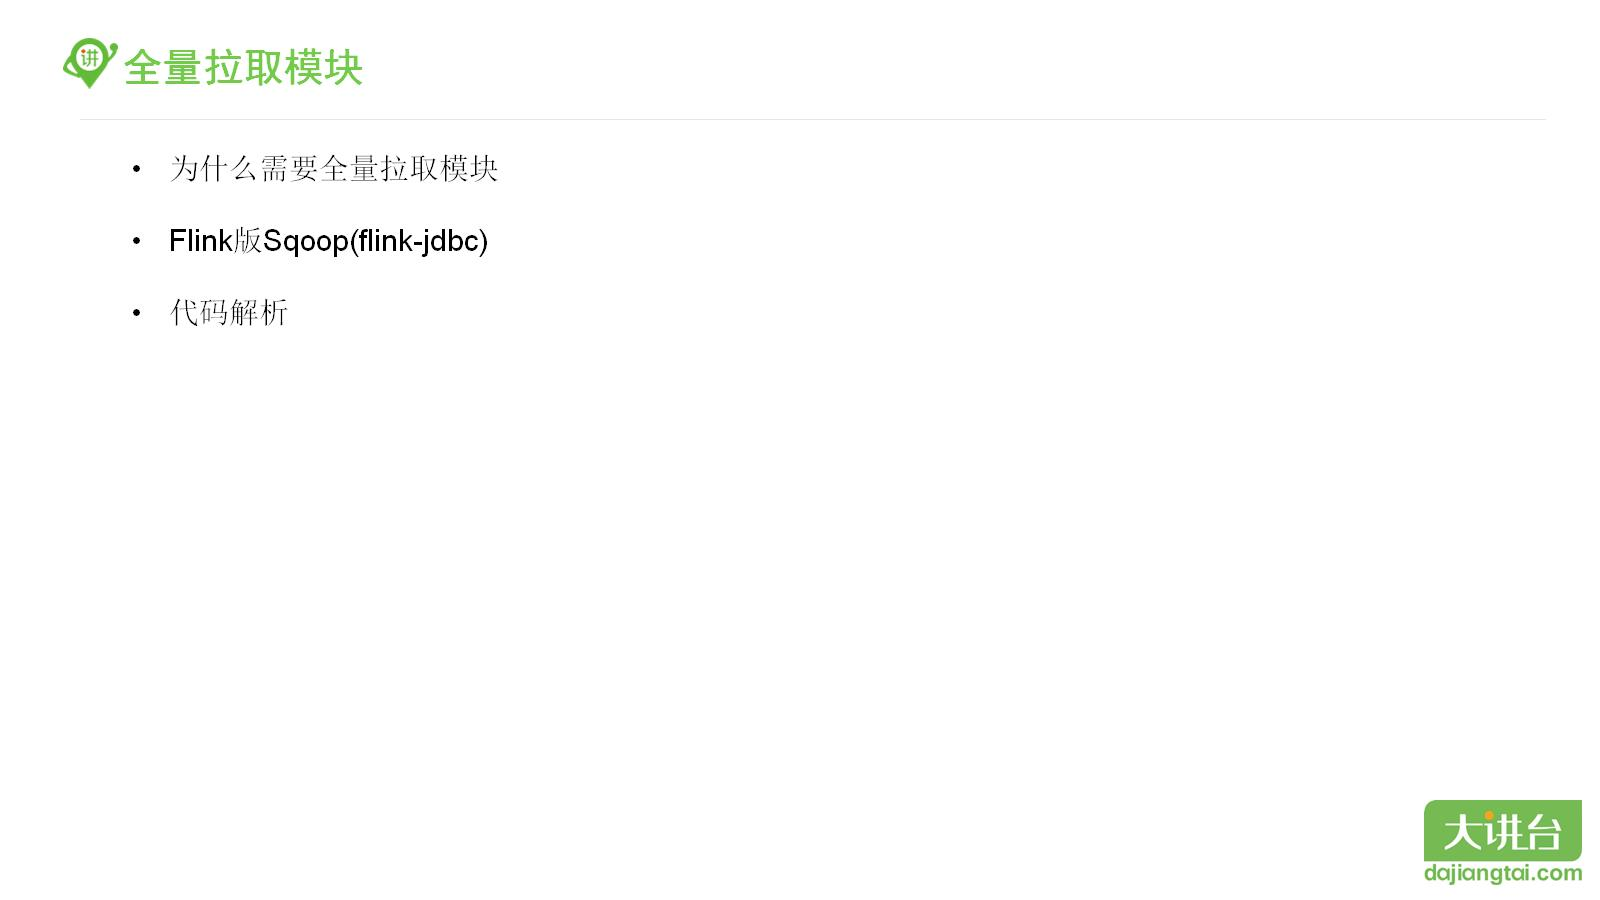 讲
全量拉取模块
• 为什么需要全量拉取模块
• Flink版Sqoop(flink-jdbc)
• 代码解析
大讲台
dajiangtai.com